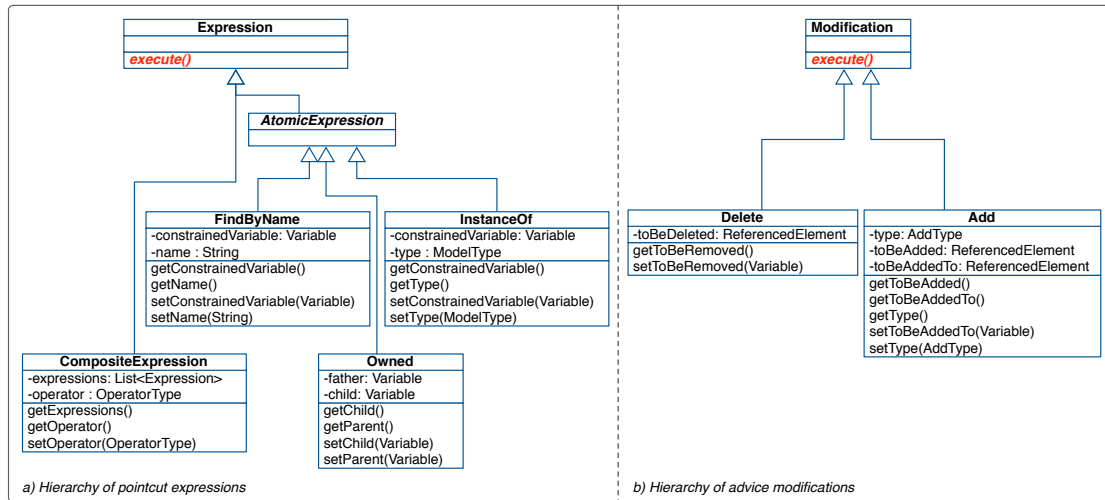 Expression
execute()
AtomicExpression
FindByName
-constrainedVariable: Variable
-name : String
getConstrainedVariable()
getName()
setConstrainedVariable(Variable)
setName(String)
InstanceOf
-constrainedVariable: Variable
-type : ModelType
getConstrainedVariable()
getType()
setConstrainedVariable(Variable)
setType(ModelType)
CompositeExpression
-expressions: List<Expression>
-operator : OperatorType
getExpressions()
getOperator()
setOperator(OperatorType)
Owned
-father: Variable
-child: Variable
getChild()
getParent()
setChild(Variable)
setParent(Variable)
a) Hierarchy of pointcut expressions
Modification
execute()
Delete
-toBeDeleted: ReferencedElement
getToBeRemoved()
setToBeRemoved(Variable)
Add
-type: AddType
-toBeAdded: ReferencedElement
-toBeAddedTo: ReferencedElement
getToBeAdded()
getToBeAddedTo()
getType()
setToBeAddedTo(Variable)
setType(AddType)
b) Hierarchy of advice modifications